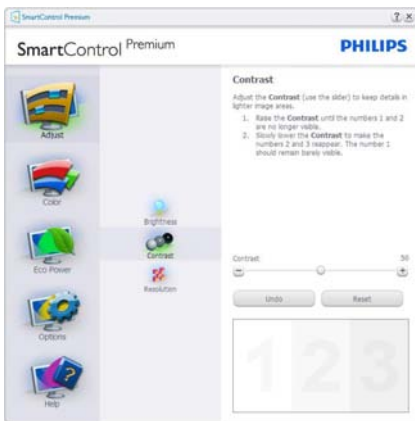 SmartControl Premium
SmartControl Premium
PHILIPS
Adjust
Color
Eco Power
Options
Help
Brightness
Contrast
Resolution
Contrast
Adjust the Contrast (use the slider) to keep details in
lighter image areas.
1. Raise the Contrast until the numbers 1 and 2
are no longer visible.
2. Slowly lower the Contrast to make the
numbers 2 and 3 reappear. The number 1
should remain barely visible.
Contrast 50
Undo Reset
1 2 3